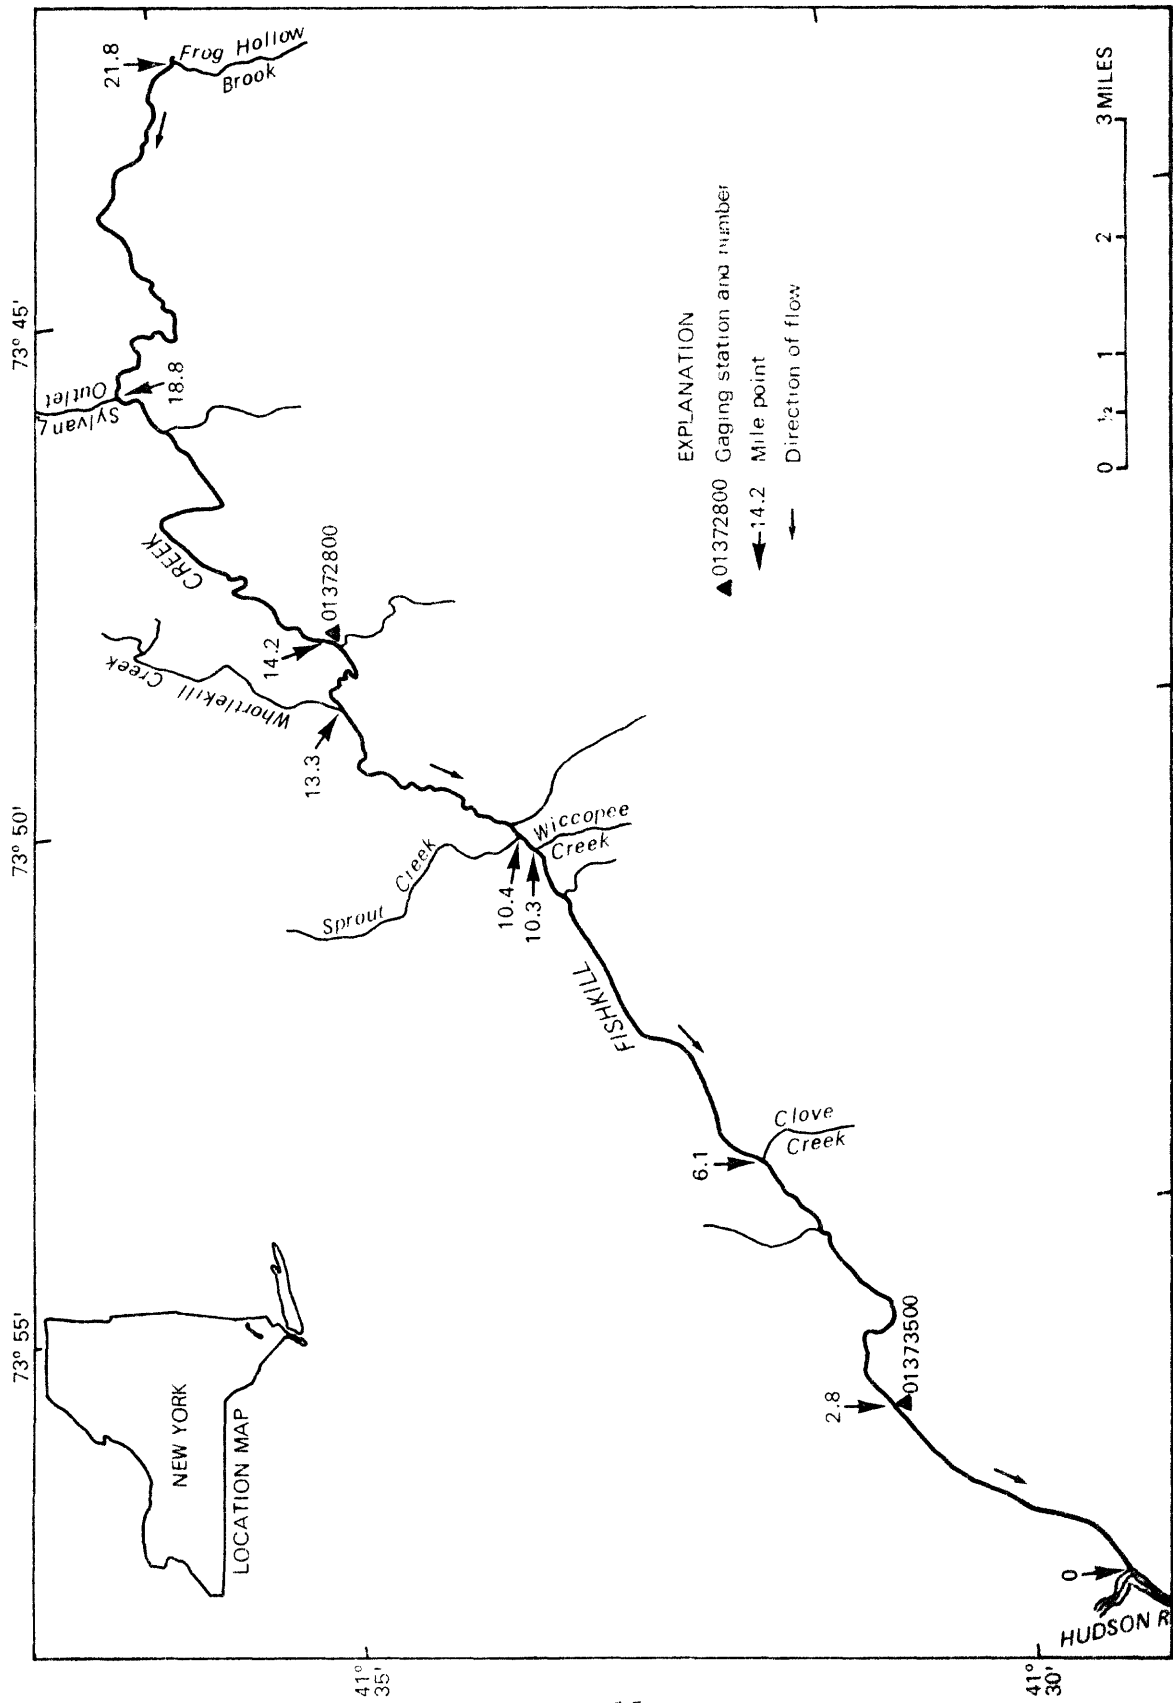 73° 55'
73° 50'
73° 45'
41°
35'
41°
30'
NEW YORK
LOCATION MAP
21.8
Frog Hollow
Brook
Sylvan L
Outlet
18.8
CREEK
01372800
14.2
Whortlekill Creek
13.3
Sprout Creek
10.4
10.3
Wiccopee
Creek
FISHKILL
Clove
Creek
6.1
01373500
2.8
0
HUDSON R
EXPLANATION
01372800 Gaging station and number
14.2 Mile point
Direction of flow
0 ½ 1 2 3 MILES